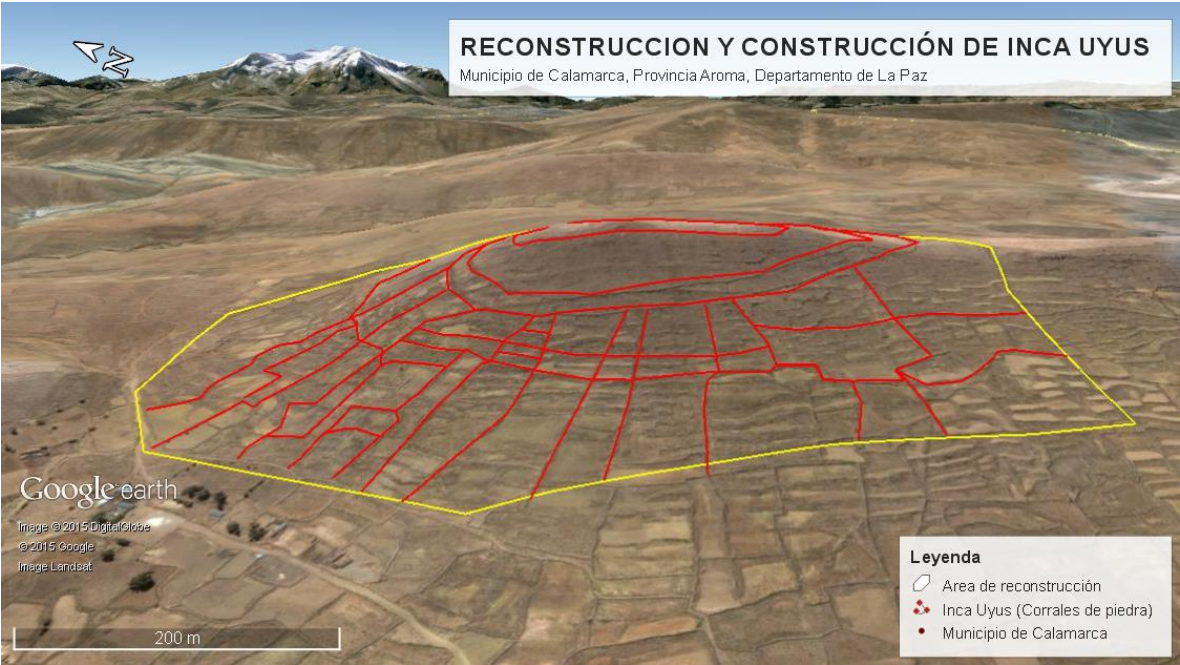 N
RECONSTRUCCION Y CONSTRUCCIÓN DE INCA UYUS
Municipio de Calamarca, Provincia Aroma, Departamento de La Paz
Google earth
Image © 2015 DigitalGlobe
© 2015 Google
Image Landsat
200 m
Leyenda
Area de reconstrucción
Inca Uyus (Corrales de piedra)
Municipio de Calamarca